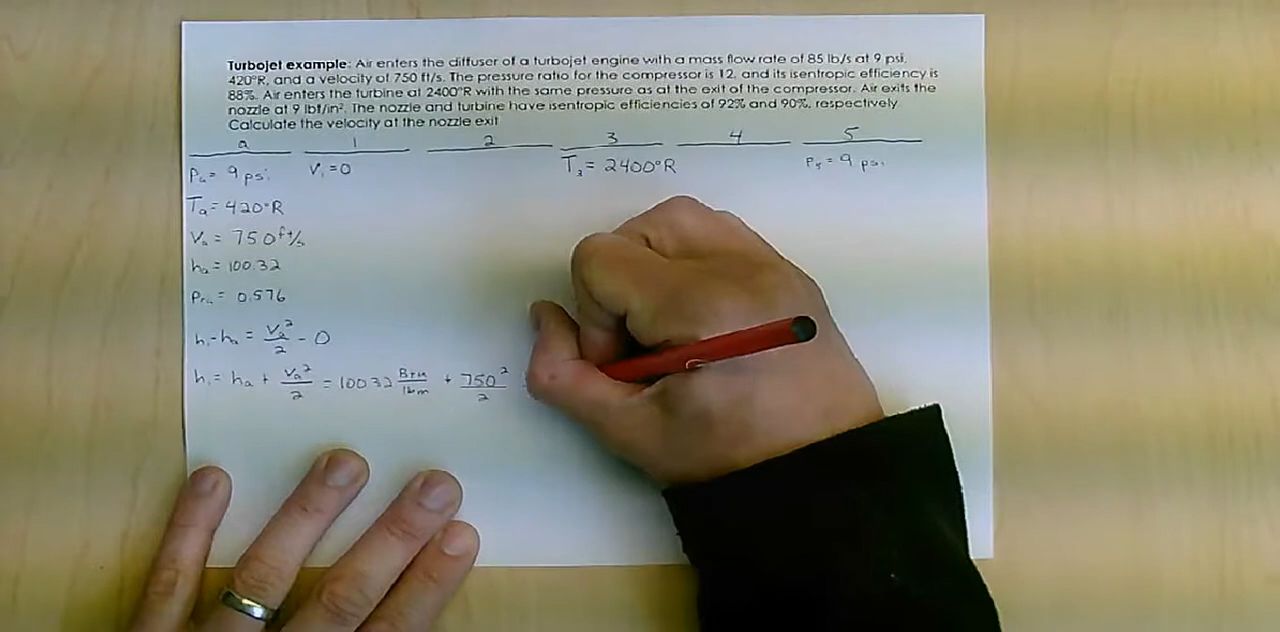 Turbojet example: Air enters the diffuser of a turbojet engine with a mass flow rate of 85 lb/s at 9 psi,
420°R, and a velocity of 750 ft/s. The pressure ratio for the compressor is 12, and its isentropic efficiency is
88%. Air enters the turbine at 2400°R with the same pressure as at the exit of the compressor. Air exits the
nozzle at 9 lbf/in². The nozzle and turbine have isentropic efficiencies of 92% and 90%, respectively
Calculate the velocity at the nozzle exit
a 1 2 3 4 5
Pa = 9 psi V₁ = 0 T₃ = 2400°R P₅ = 9 psi
Ta = 420°R
Va = 750 ft/s
ha = 100.32
Pra = 0.576
h₁ - ha = Va²/2 - 0
h₁ = ha + Va²/2 = 100.32 Btu/lbm + 750²/2